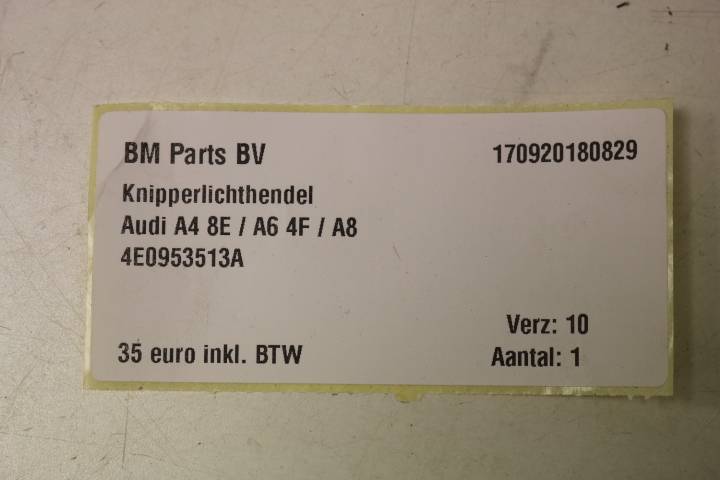 BM Parts BV 170920180829
Knipperlichthendel
Audi A4 8E / A6 4F / A8
4E0953513A
Verz: 10
35 euro inkl. BTW Aantal: 1